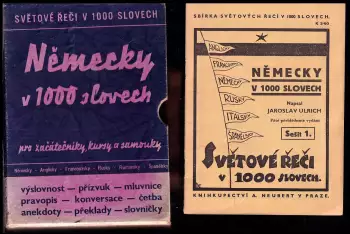 SVĚTOVÉ ŘEČI V 1000 SLOVECH
Německy
v 1000 slovech
pro začátečníky, kursy a samouky
Německy - Anglicky - Francouzsky - Rusky - Italsky - Španělsky
výslovnost — přízvuk — mluvnice
pravopis — konversace — četba
anekdoty — překlady — slovníčky
SBÍRKA SVĚTOVÝCH ŘEČÍ V 1000 SLOVECH.
ANGLICKY
FRANCOUZSKY
NĚMECKY
RUSKY
ITALSKY
ŠPANĚLSKY
NĚMECKY
V 1000 SLOVECH
Napsal
JAROSLAV ULRICH
Sešit 1.
SVĚTOVÉ ŘEČI
V 1000 SLOVECH.
KNIHKUPECTVÍ A. NEUBERT V PRAZE.